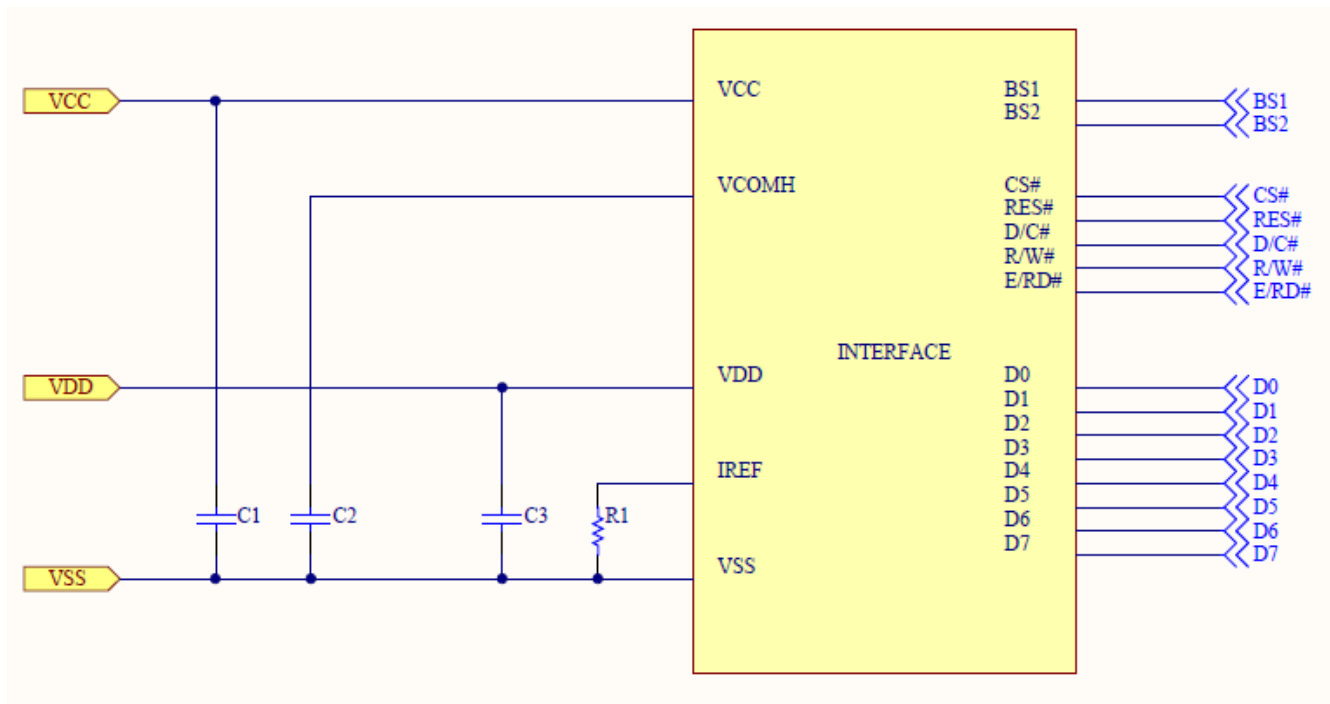 VCC
VDD
C1 C2 C3 R1
VSS
VCC
VCOMH
VDD
IREF
VSS
INTERFACE
BS1
BS2
CS#
RES#
D/C#
R/W#
E/RD#
D0
D1
D2
D3
D4
D5
D6
D7
BS1
BS2
CS#
RES#
D/C#
R/W#
E/RD#
D0
D1
D2
D3
D4
D5
D6
D7